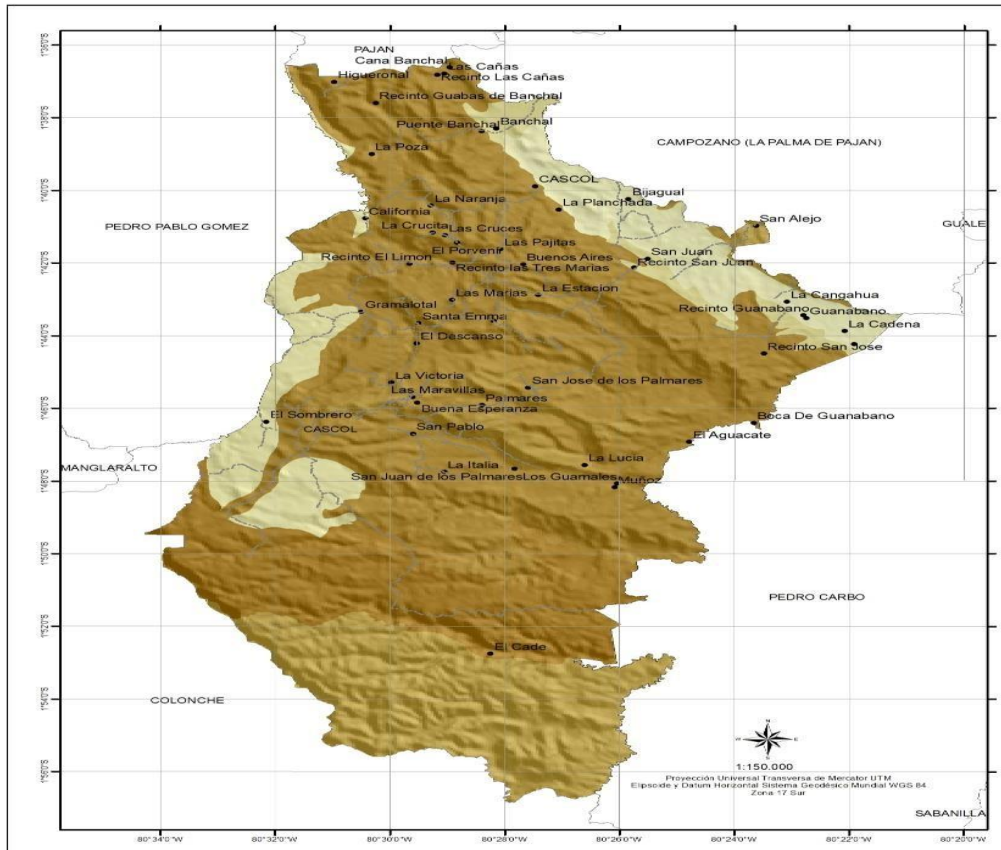 PAJAN
Cana Banchal
Las Cañas
Higueronal
Recinto Las Cañas
Recinto Guabas de Banchal
Puente Banchal
Banchal
CAMPOZANO (LA PALMA DE PAJAN)
La Poza
CASCOL
Bijagual
La Naranja
La Planchada
California
San Alejo
PEDRO PABLO GOMEZ
La Crucita
Las Cruces
GUALE
Las Pajitas
El Porvenir
San Juan
Recinto El Limon
Buenos Aires
Recinto las Tres Marias
Recinto San Juan
La Estacion
Las Marias
La Cangahua
Gramalotal
Recinto Guanabano
Guanabano
Santa Emma
La Cadena
El Descanso
Recinto San Jose
La Victoria
San Jose de los Palmares
Las Maravillas
Palmares
Buena Esperanza
El Sombrero
Boca De Guanabano
CASCOL
San Pablo
El Aguacate
MANGLARALTO
La Italia
La Lucia
San Juan de los Palmares
Los Guamales
Muñoz
PEDRO CARBO
El Cade
COLONCHE
1:150.000
Proyección Universal Transversa de Mercator UTM
Elipsoide y Datum Horizontal Sistema Geodésico Mundial WGS 84
Zona 17 Sur
SABANILLA
80°34'0"W
80°32'0"W
80°30'0"W
80°28'0"W
80°26'0"W
80°24'0"W
80°22'0"W
80°20'0"W